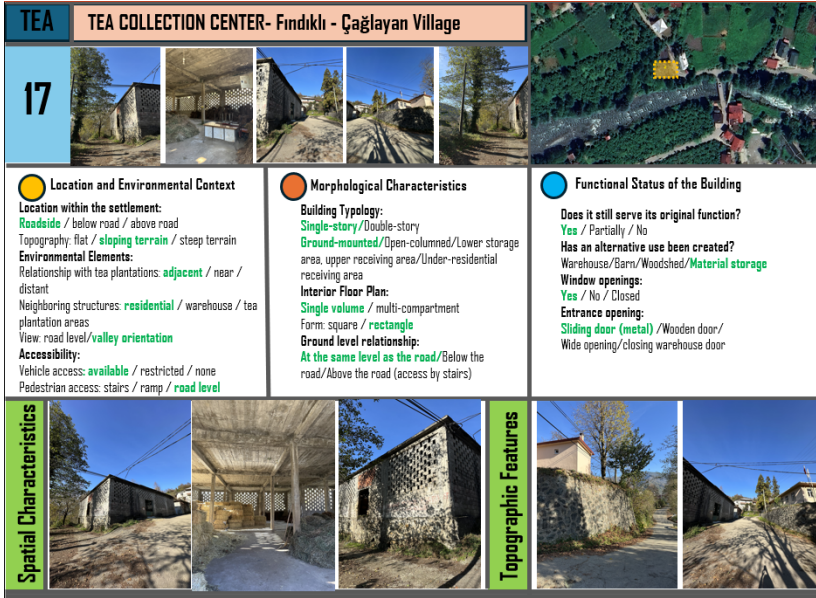 TEA
TEA COLLECTION CENTER- Fındıklı - Çağlayan Village
17
Location and Environmental Context
Location within the settlement:
Roadside / below road / above road
Topography: flat / sloping terrain / steep terrain
Environmental Elements:
Relationship with tea plantations: adjacent / near /
distant
Neighboring structures: residential / warehouse / tea
plantation areas
View: road level/valley orientation
Accessibility:
Vehicle access: available / restricted / none
Pedestrian access: stairs / ramp / road level
Morphological Characteristics
Building Typology:
Single-story/Double-story
Ground-mounted/Open-columned/Lower storage
area, upper receiving area/Under-residential
receiving area
Interior Floor Plan:
Single volume / multi-compartment
Form: square / rectangle
Ground level relationship:
At the same level as the road/Below the
road/Above the road (access by stairs)
Functional Status of the Building
Does it still serve its original function?
Yes / Partially / No
Has an alternative use been created?
Warehouse/Barn/Woodshed/Material storage
Window openings:
Yes / No / Closed
Entrance opening:
Sliding door (metal) /Wooden door/
Wide opening/closing warehouse door
Spatial Characteristics
Topographic Features